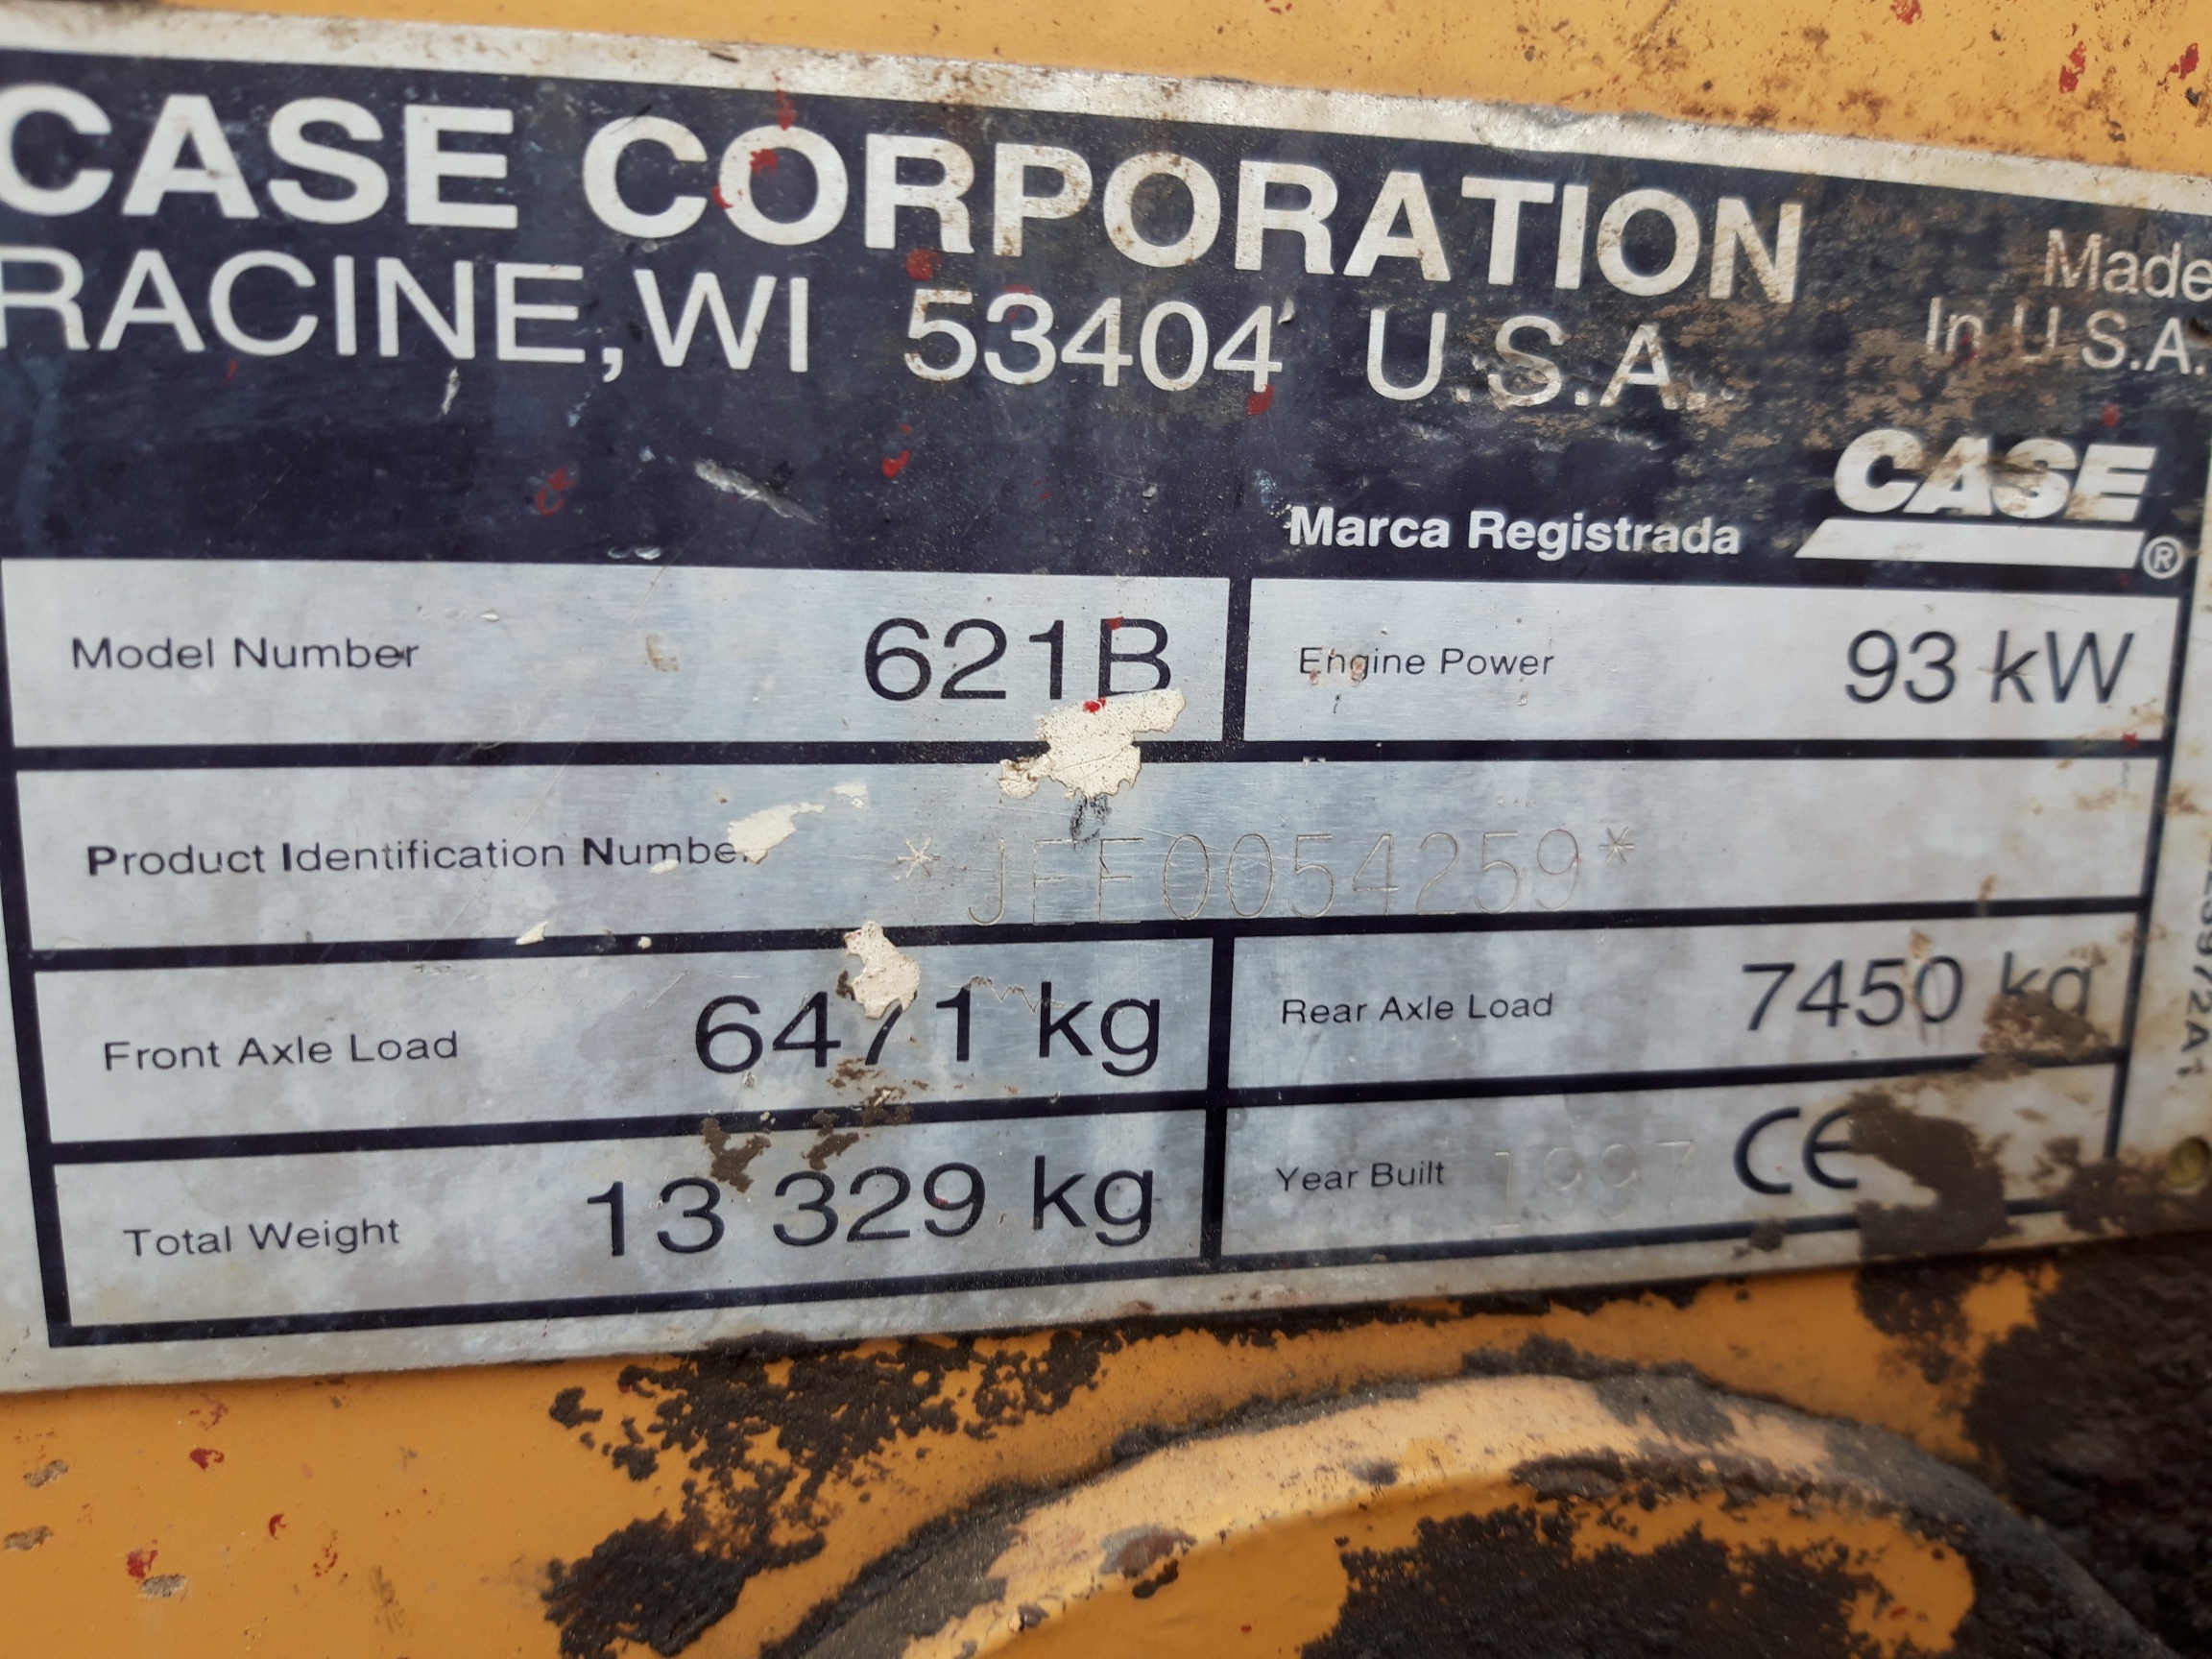 CASE CORPORATION
RACINE, WI 53404 U.S.A.
Made
In U.S.A.
Marca Registrada
CASE®
Model Number 621B
Engine Power 93 kW
Product Identification Number *JEE0054259*
Front Axle Load 6471 kg
Rear Axle Load 7450 kg
Total Weight 13 329 kg
Year Built 1997 CE